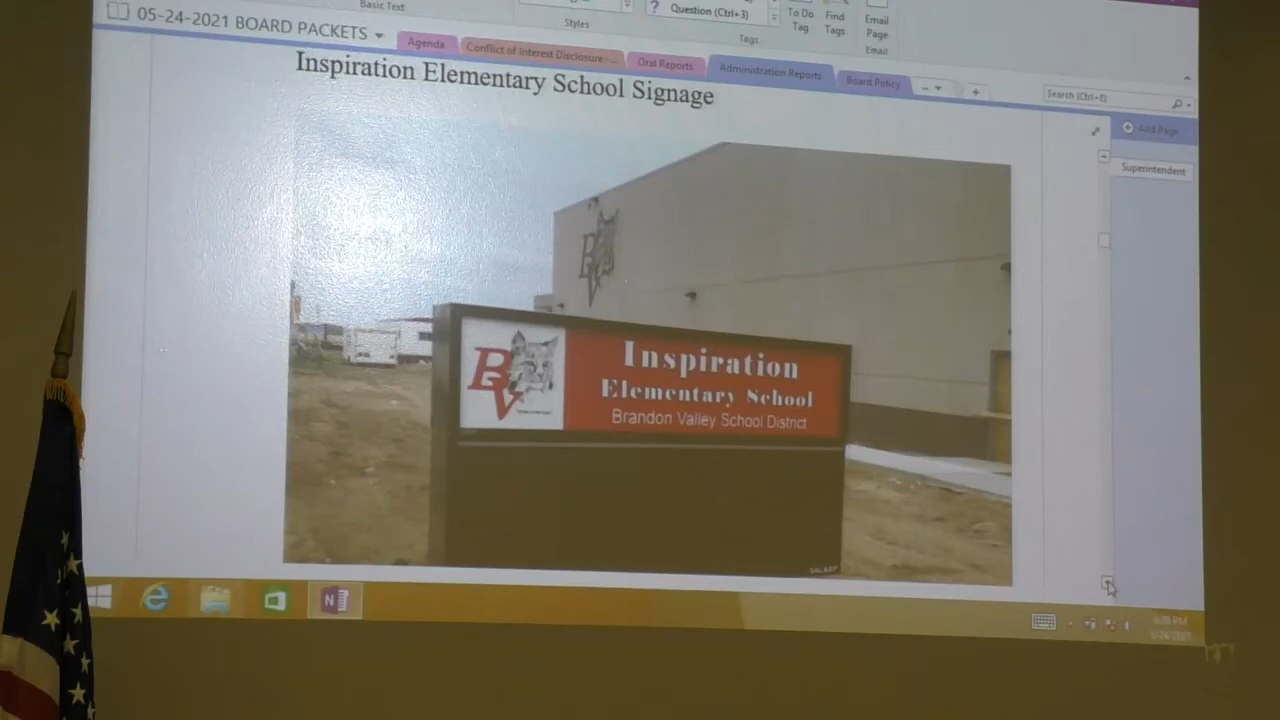 Basic Text
Styles
Question (Ctrl+3)
To Do
Tag
Find
Tags
Tags
Email
Page
Email
05-24-2021 BOARD PACKETS
Agenda
Conflict of Interest Disclosure -...
Oral Reports
Administration Reports
Board Policy
Search (Ctrl+E)
Add Page
Superintendent
Inspiration Elementary School Signage
BV
BV
Inspiration
Elementary School
Brandon Valley School District